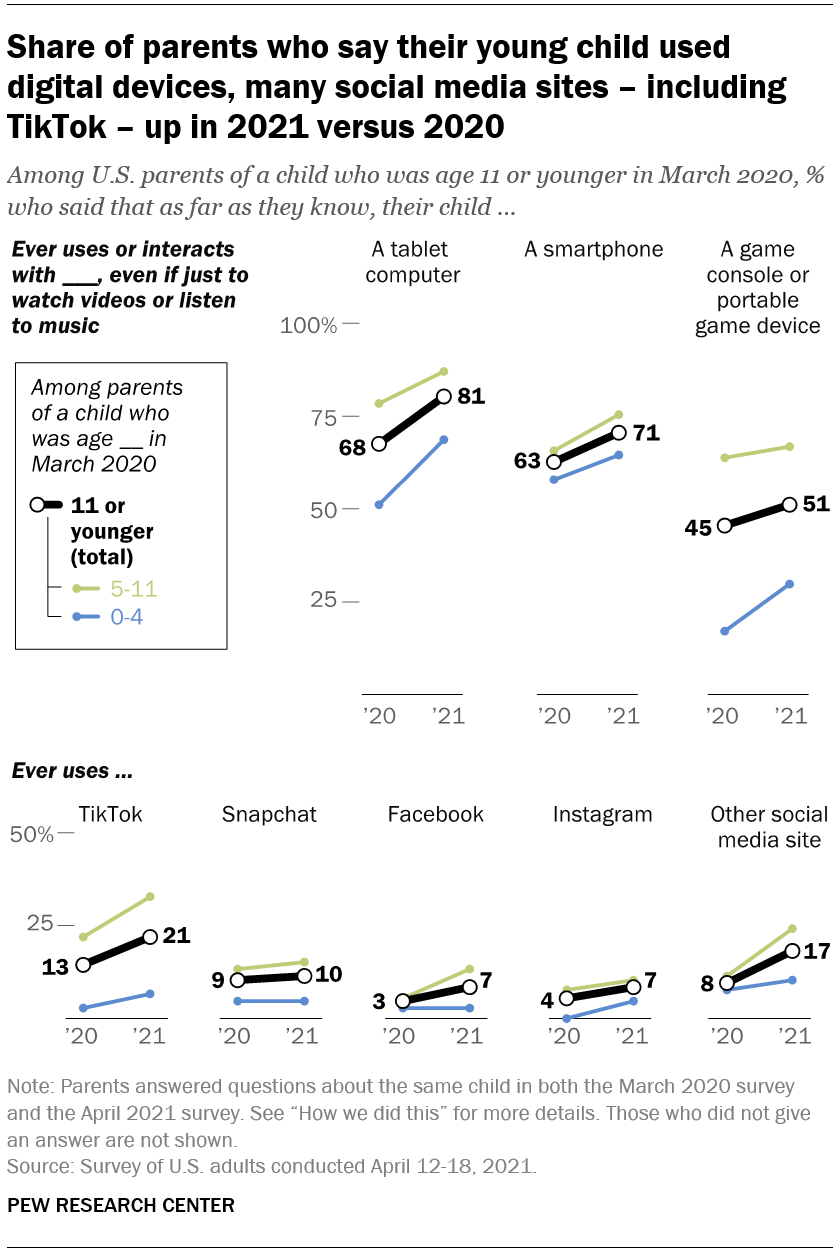 Share of parents who say their young child used
digital devices, many social media sites – including
TikTok – up in 2021 versus 2020
Among U.S. parents of a child who was age 11 or younger in March 2020, %
who said that as far as they know, their child ...
Ever uses or interacts
with ___, even if just to
watch videos or listen
to music
A tablet
computer
A smartphone
A game
console or
portable
game device
100%
75
50
25
Among parents
of a child who
was age __ in
March 2020
11 or
younger
(total)
5-11
0-4
68
81
63
71
45
51
’20
’21
’20
’21
’20
’21
Ever uses ...
TikTok
Snapchat
Facebook
Instagram
Other social
media site
50%
25
13
21
9
10
3
7
4
7
8
17
’20
’21
’20
’21
’20
’21
’20
’21
’20
’21
Note: Parents answered questions about the same child in both the March 2020 survey
and the April 2021 survey. See “How we did this” for more details. Those who did not give
an answer are not shown.
Source: Survey of U.S. adults conducted April 12-18, 2021.
PEW RESEARCH CENTER